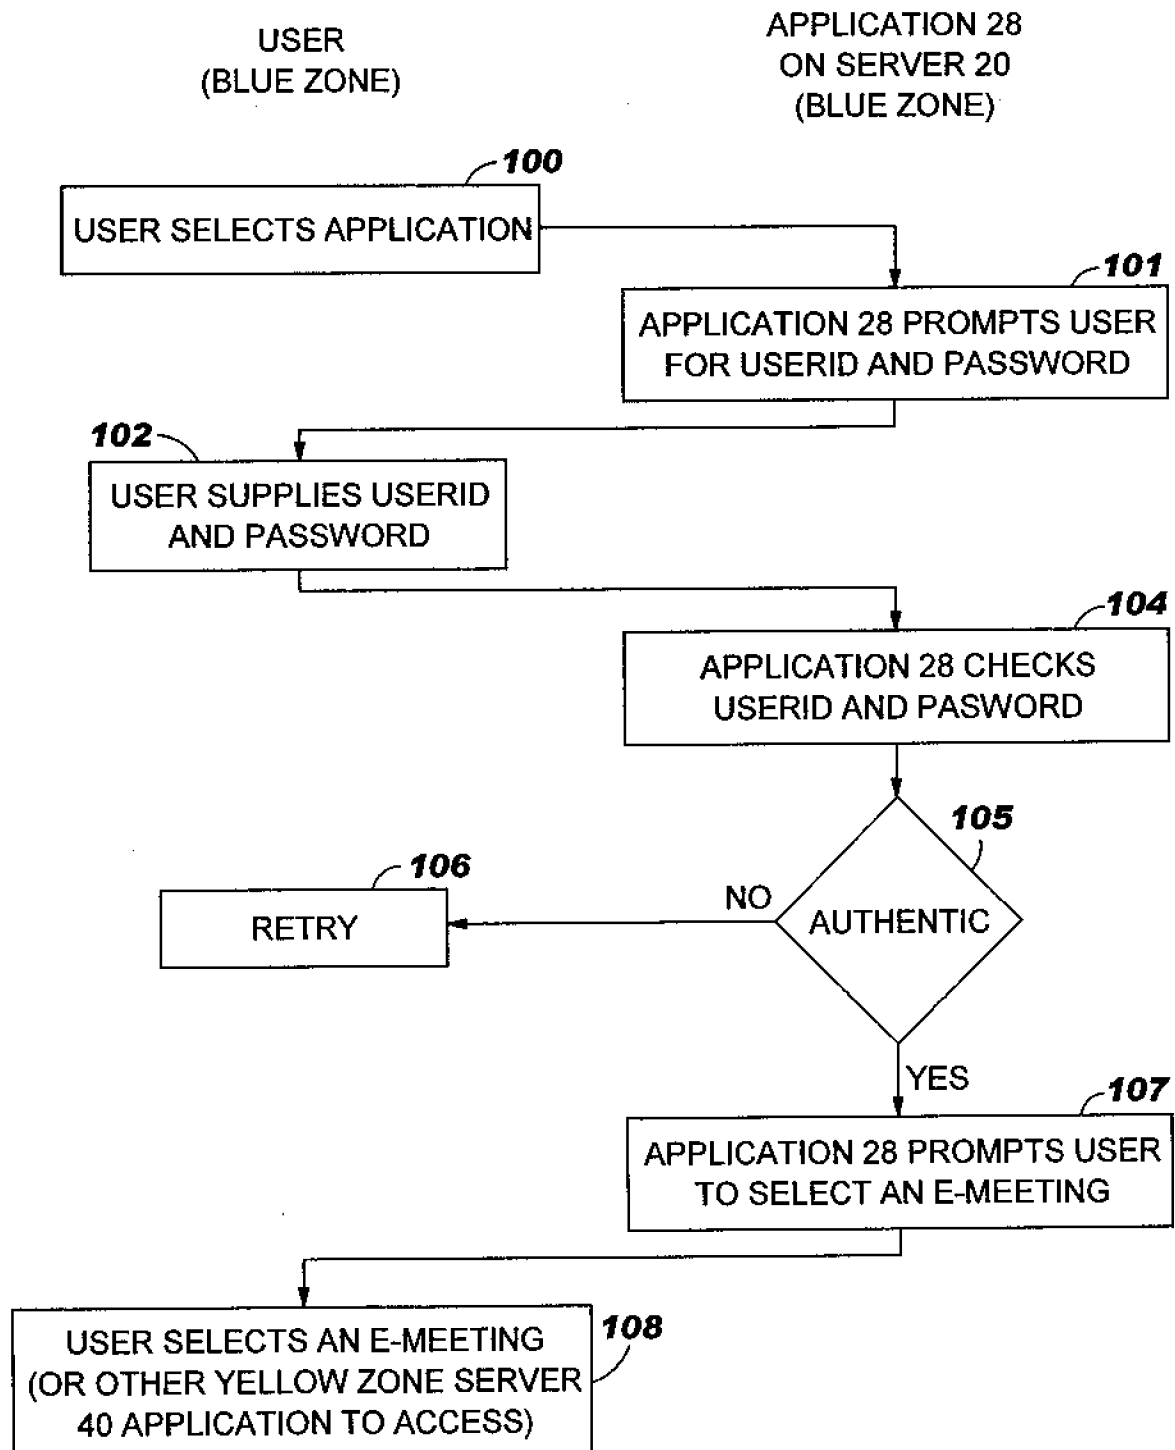 USER
(BLUE ZONE)
APPLICATION 28
ON SERVER 20
(BLUE ZONE)
100
USER SELECTS APPLICATION
101
APPLICATION 28 PROMPTS USER
FOR USERID AND PASSWORD
102
USER SUPPLIES USERID
AND PASSWORD
104
APPLICATION 28 CHECKS
USERID AND PASWORD
105
AUTHENTIC
NO
106
RETRY
YES
107
APPLICATION 28 PROMPTS USER
TO SELECT AN E-MEETING
108
USER SELECTS AN E-MEETING
(OR OTHER YELLOW ZONE SERVER
40 APPLICATION TO ACCESS)